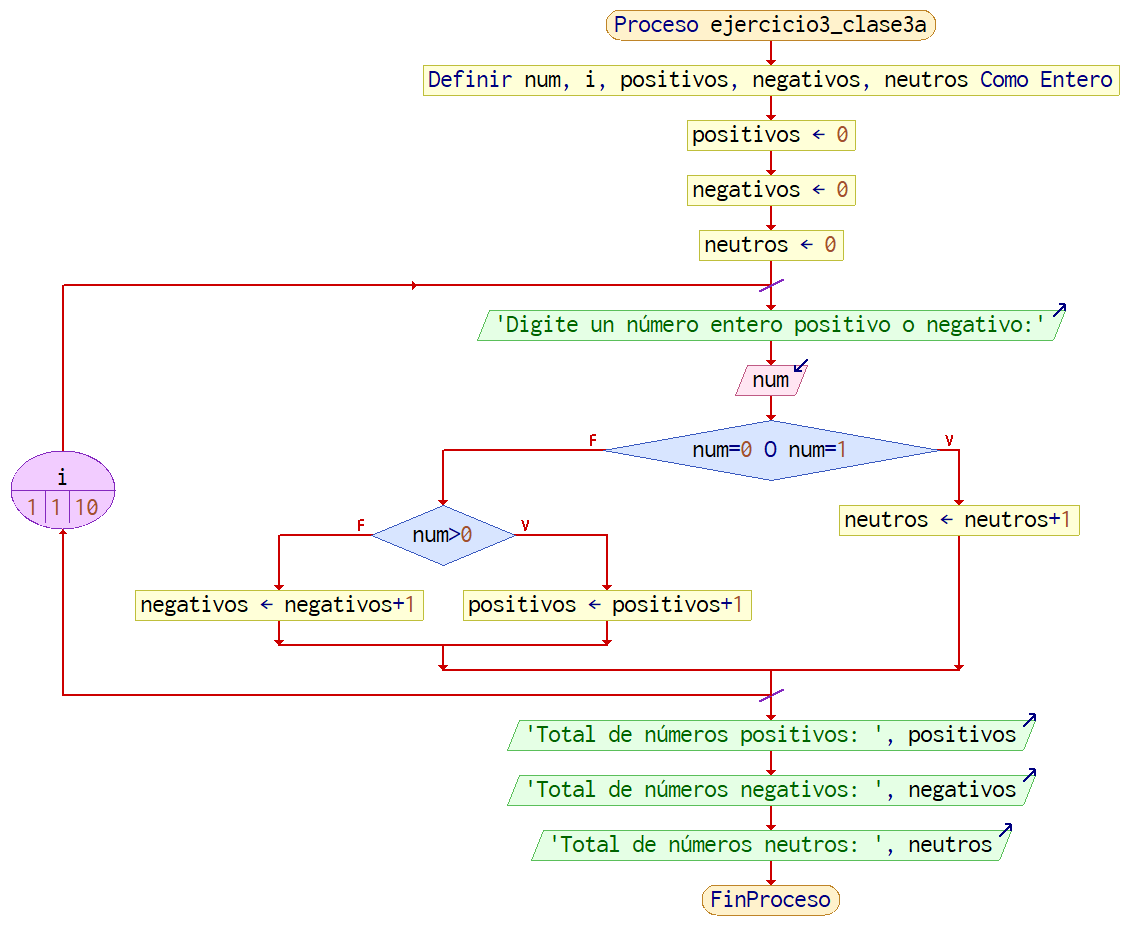 Proceso ejercicio3_clase3a
Definir num, i, positivos, negativos, neutros Como Entero
positivos ← 0
negativos ← 0
neutros ← 0
'Digite un número entero positivo o negativo:'
num
num=0 O num=1
F
V
i
1 1 10
neutros ← neutros+1
num>0
F
V
negativos ← negativos+1
positivos ← positivos+1
'Total de números positivos: ', positivos
'Total de números negativos: ', negativos
'Total de números neutros: ', neutros
FinProceso